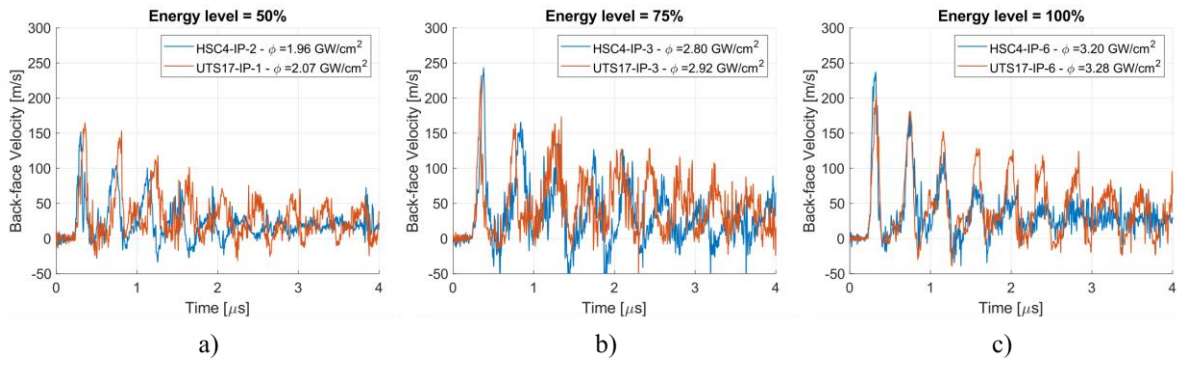 Energy level = 50%
300
250
200
150
100
50
0
-50
Back-face Velocity [m/s]
HSC4-IP-2 - ϕ =1.96 GW/cm²
UTS17-IP-1 - ϕ =2.07 GW/cm²
0 1 2 3 4
Time [μs]
a)
Energy level = 75%
300
250
200
150
100
50
0
-50
Back-face Velocity [m/s]
HSC4-IP-3 - ϕ =2.80 GW/cm²
UTS17-IP-3 - ϕ =2.92 GW/cm²
0 1 2 3 4
Time [μs]
b)
Energy level = 100%
300
250
200
150
100
50
0
-50
Back-face Velocity [m/s]
HSC4-IP-6 - ϕ =3.20 GW/cm²
UTS17-IP-6 - ϕ =3.28 GW/cm²
0 1 2 3 4
Time [μs]
c)